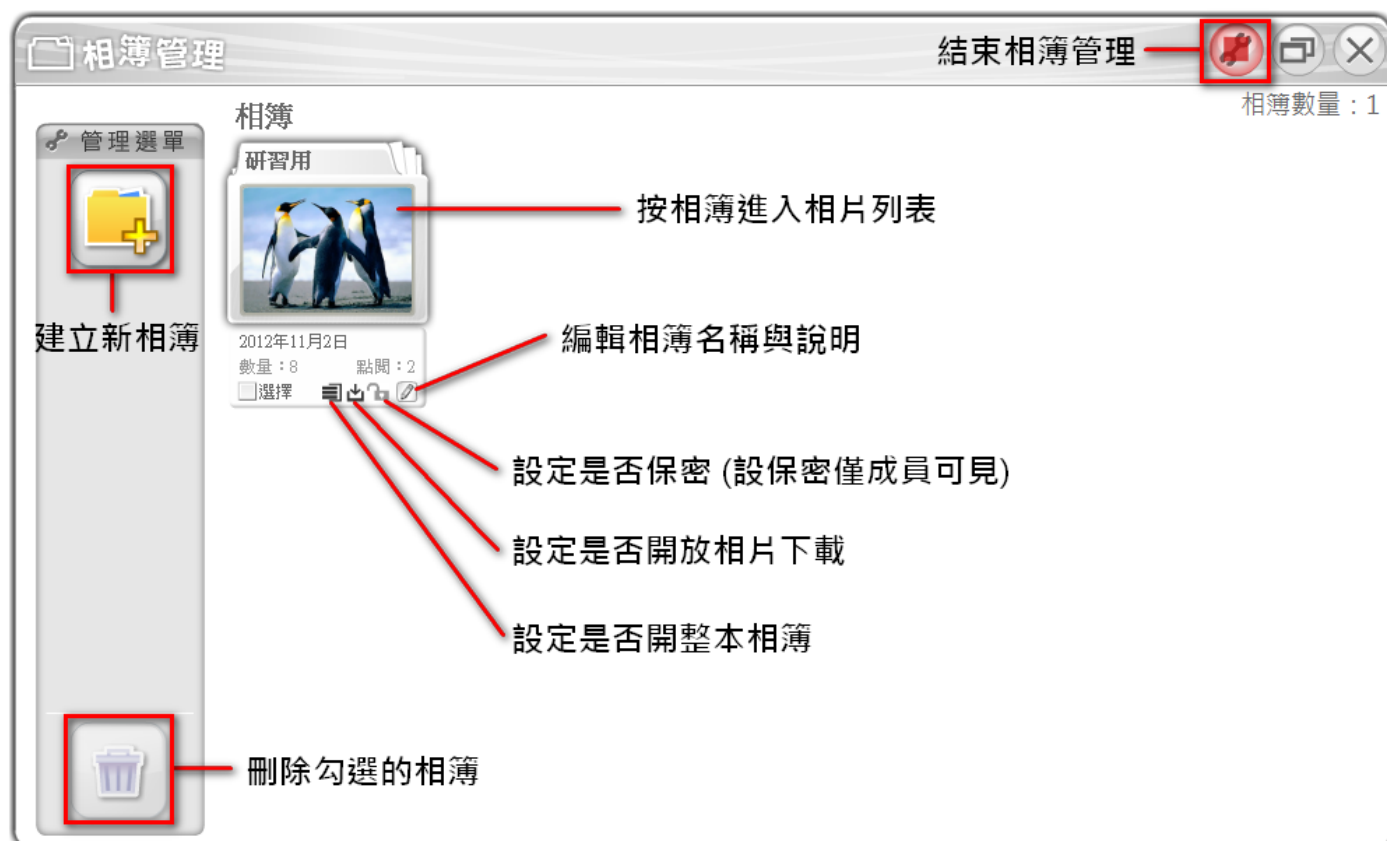 相簿管理
結束相簿管理
相簿數量：1
管理選單
相簿
研習用
按相簿進入相片列表
建立新相簿
2012年11月2日
數量：8 點閱：2
選擇
編輯相簿名稱與說明
設定是否保密 (設保密僅成員可見)
設定是否開放相片下載
設定是否開整本相簿
刪除勾選的相簿